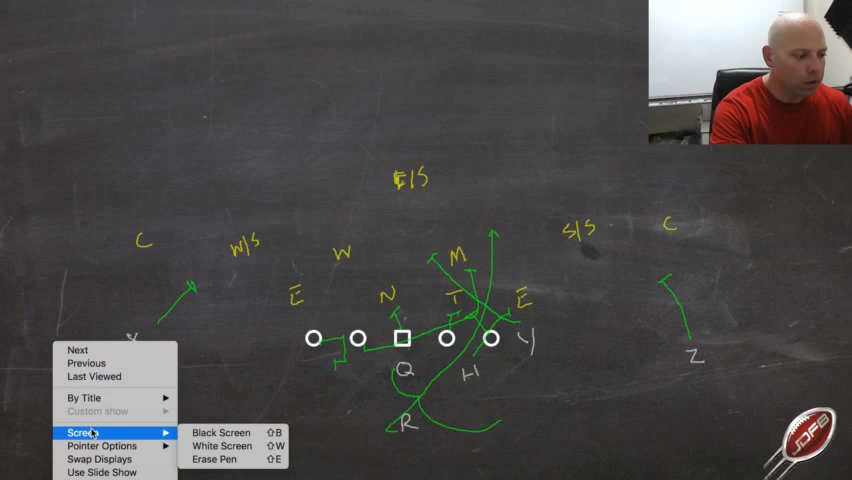 F/S
C
W/S
W
M
S/S
C
E
N
T
E
X
Y
Z
Q
H
R
Next
Previous
Last Viewed
By Title
Custom show
Screen
Pointer Options
Swap Displays
Use Slide Show
Black Screen ⇧B
White Screen ⇧W
Erase Pen ⇧E
JDFB